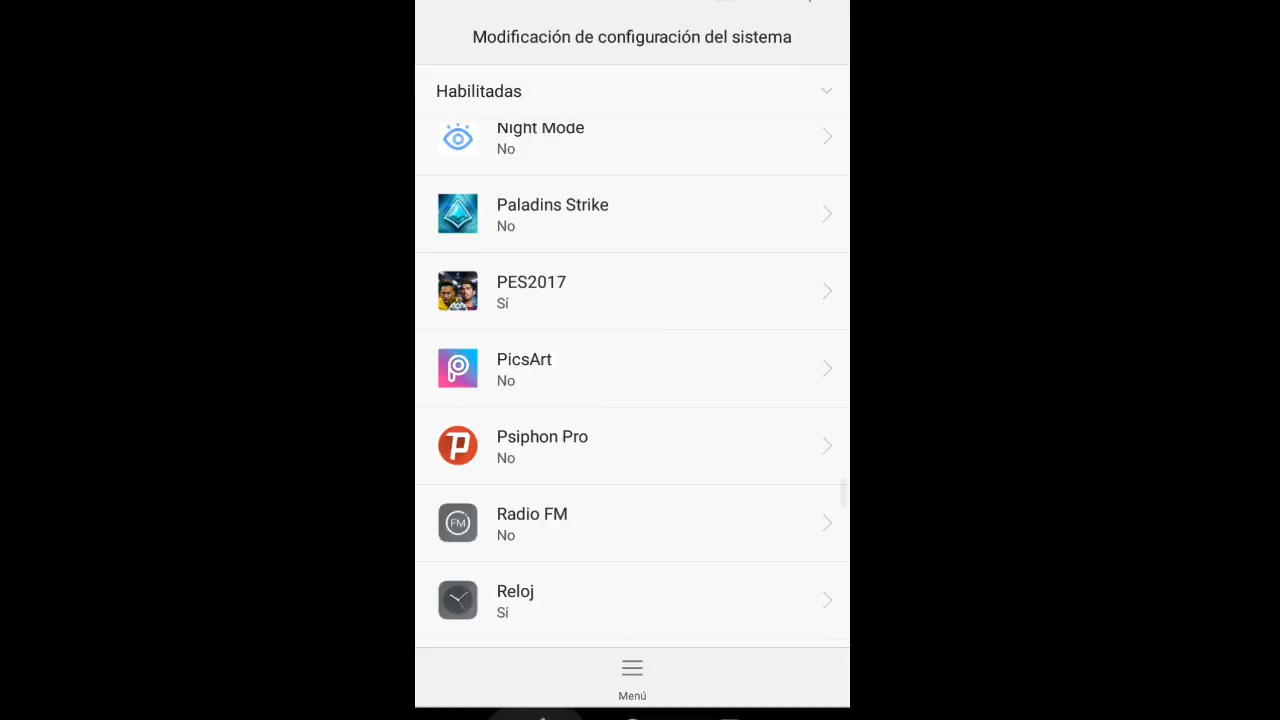 Modificación de configuración del sistema
Habilitadas
Night Mode
No
Paladins Strike
No
PES2017
Sí
PicsArt
No
Psiphon Pro
No
FM
Radio FM
No
Reloj
Sí
Menú